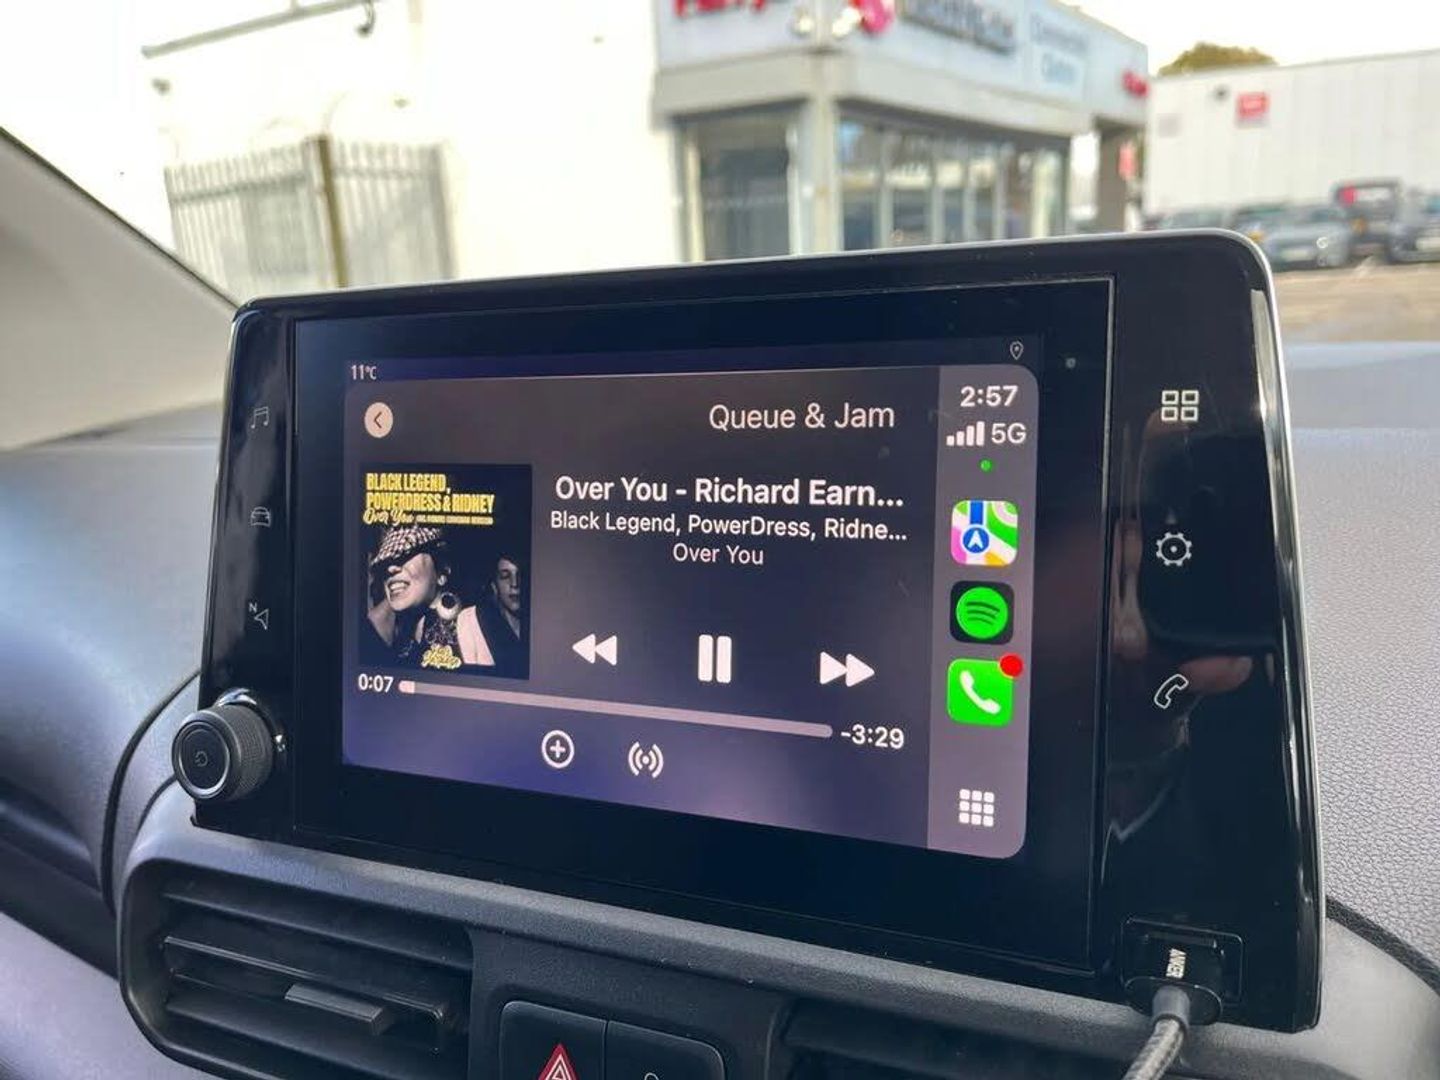 11°C
2:57
5G
Queue & Jam
BLACK LEGEND,
POWERDRESS & RIDNEY
Over You
Over You - Richard Earn...
Black Legend, PowerDress, Ridne...
Over You
0:07
-3:29
N
ANKER